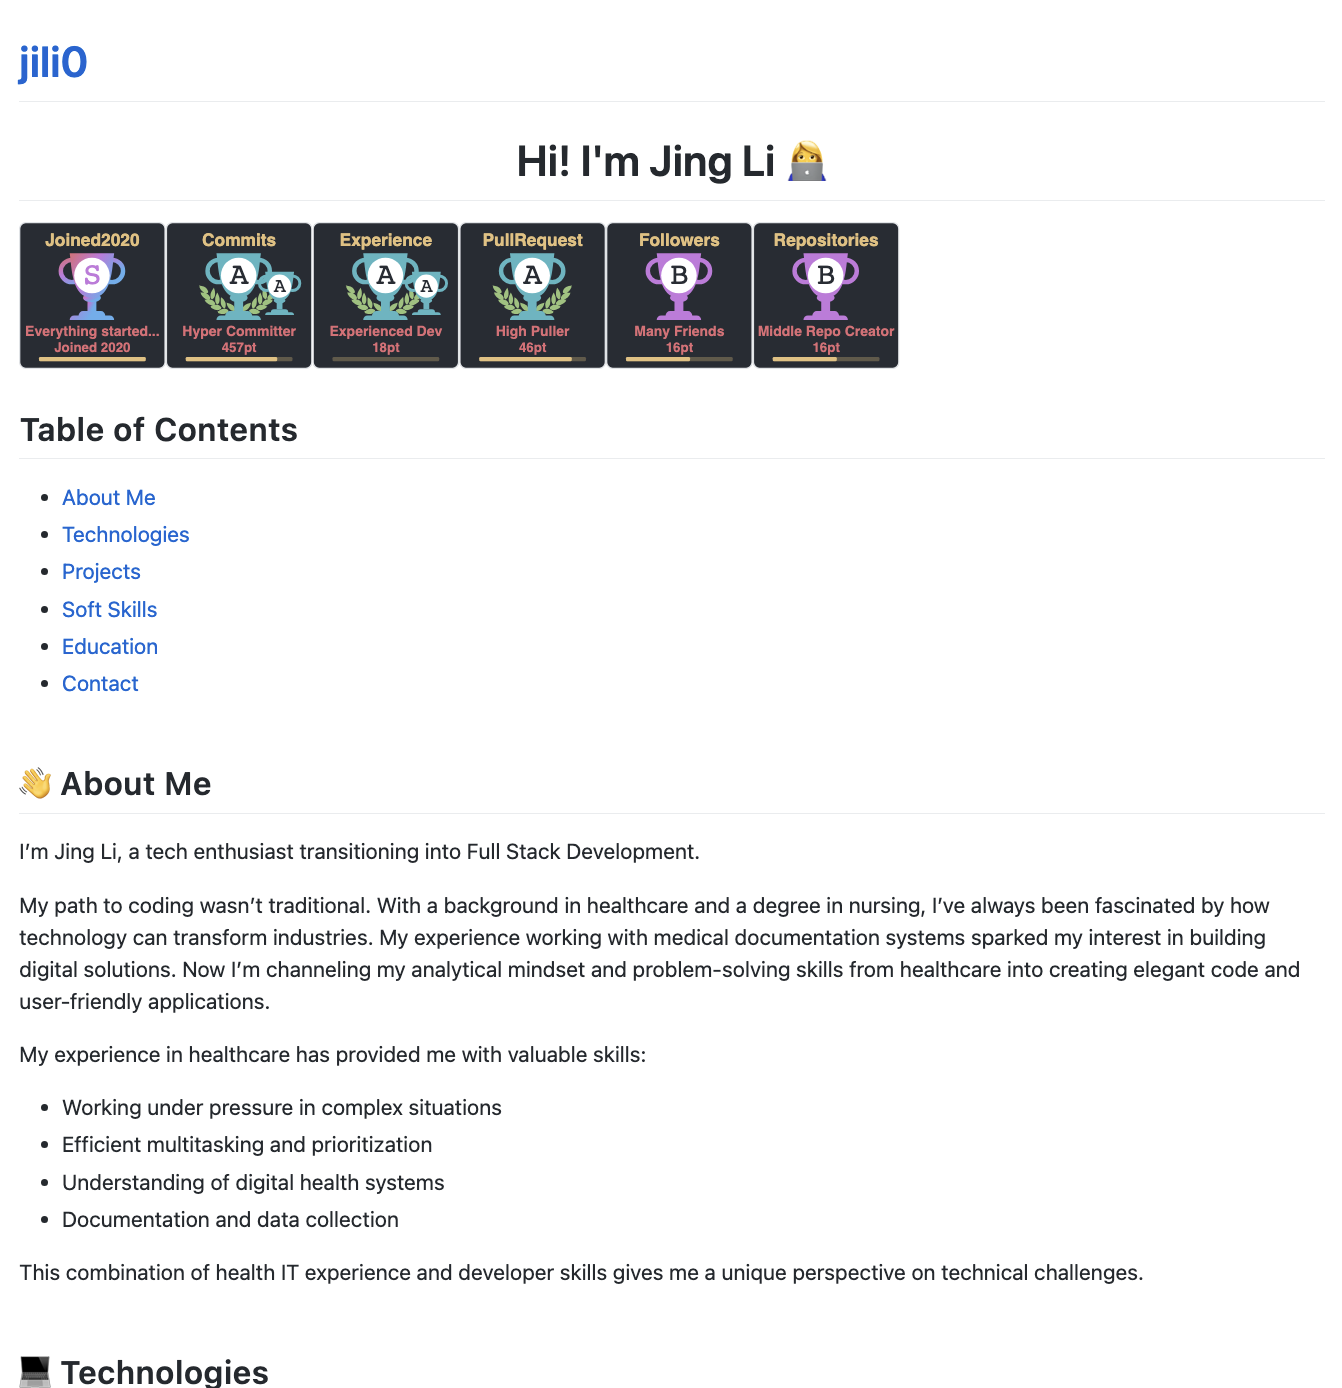 jili0
Hi! I'm Jing Li
Joined2020 Commits Experience PullRequest Followers Repositories
S A A A A A B B
Everything started... Hyper Committer Experienced Dev High Puller Many Friends Middle Repo Creator
Joined 2020 457pt 18pt 46pt 16pt 16pt
Table of Contents
About Me
Technologies
Projects
Soft Skills
Education
Contact
👋 About Me
I’m Jing Li, a tech enthusiast transitioning into Full Stack Development.
My path to coding wasn’t traditional. With a background in healthcare and a degree in nursing, I’ve always been fascinated by how
technology can transform industries. My experience working with medical documentation systems sparked my interest in building
digital solutions. Now I’m channeling my analytical mindset and problem-solving skills from healthcare into creating elegant code and
user-friendly applications.
My experience in healthcare has provided me with valuable skills:
Working under pressure in complex situations
Efficient multitasking and prioritization
Understanding of digital health systems
Documentation and data collection
This combination of health IT experience and developer skills gives me a unique perspective on technical challenges.
💻 Technologies